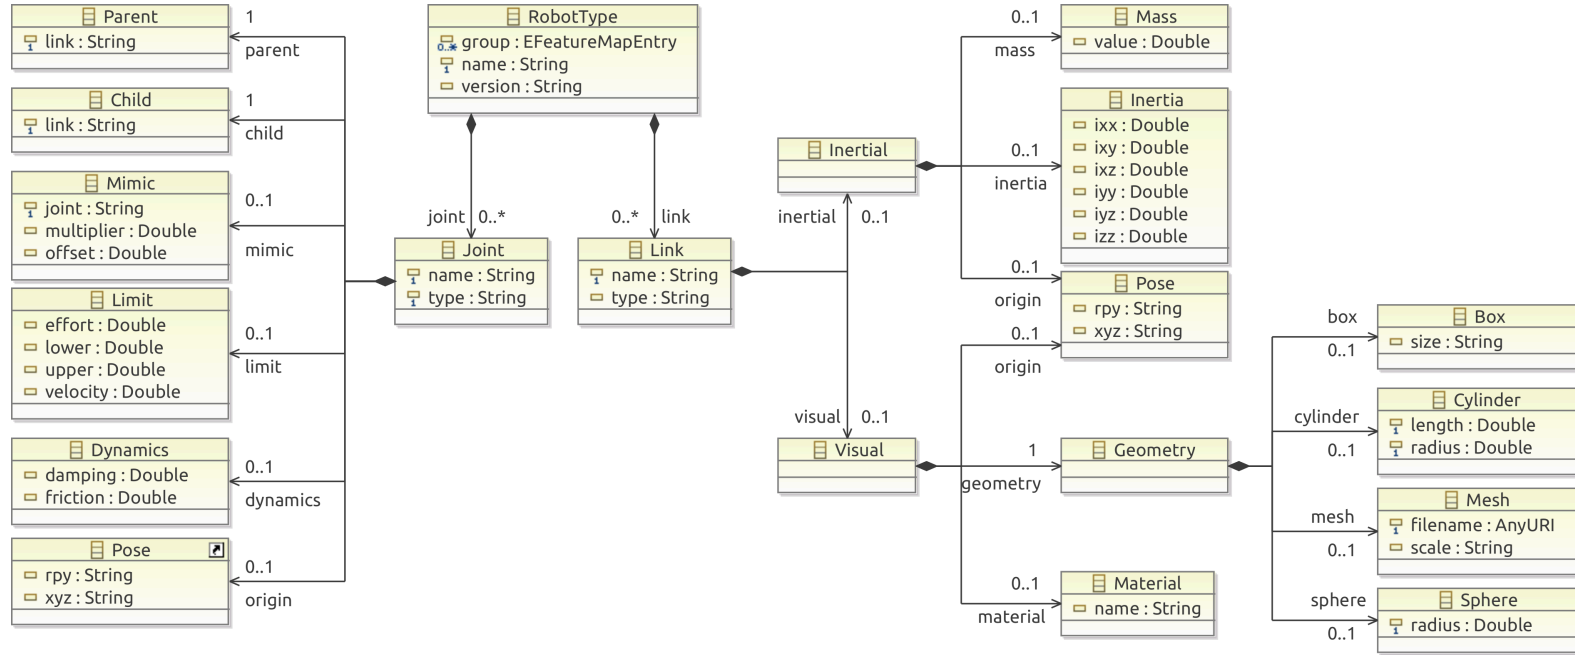 Parent
link : String
1
parent
Child
link : String
1
child
Mimic
joint : String
multiplier : Double
offset : Double
0..1
mimic
Limit
effort : Double
lower : Double
upper : Double
velocity : Double
0..1
limit
Dynamics
damping : Double
friction : Double
0..1
dynamics
Pose
rpy : String
xyz : String
0..1
origin
RobotType
0..* group : EFeatureMapEntry
name : String
version : String
joint 0..*
0..* link
Joint
name : String
type : String
Link
name : String
type : String
Inertial
inertial 0..1
visual 0..1
Visual
0..1
mass
Mass
value : Double
0..1
inertia
Inertia
ixx : Double
ixy : Double
ixz : Double
iyy : Double
iyz : Double
izz : Double
0..1
origin
Pose
rpy : String
xyz : String
0..1
origin
1
geometry
Geometry
0..1
material
Material
name : String
box
0..1
Box
size : String
cylinder
0..1
Cylinder
length : Double
radius : Double
mesh
0..1
Mesh
filename : AnyURI
scale : String
sphere
0..1
Sphere
radius : Double